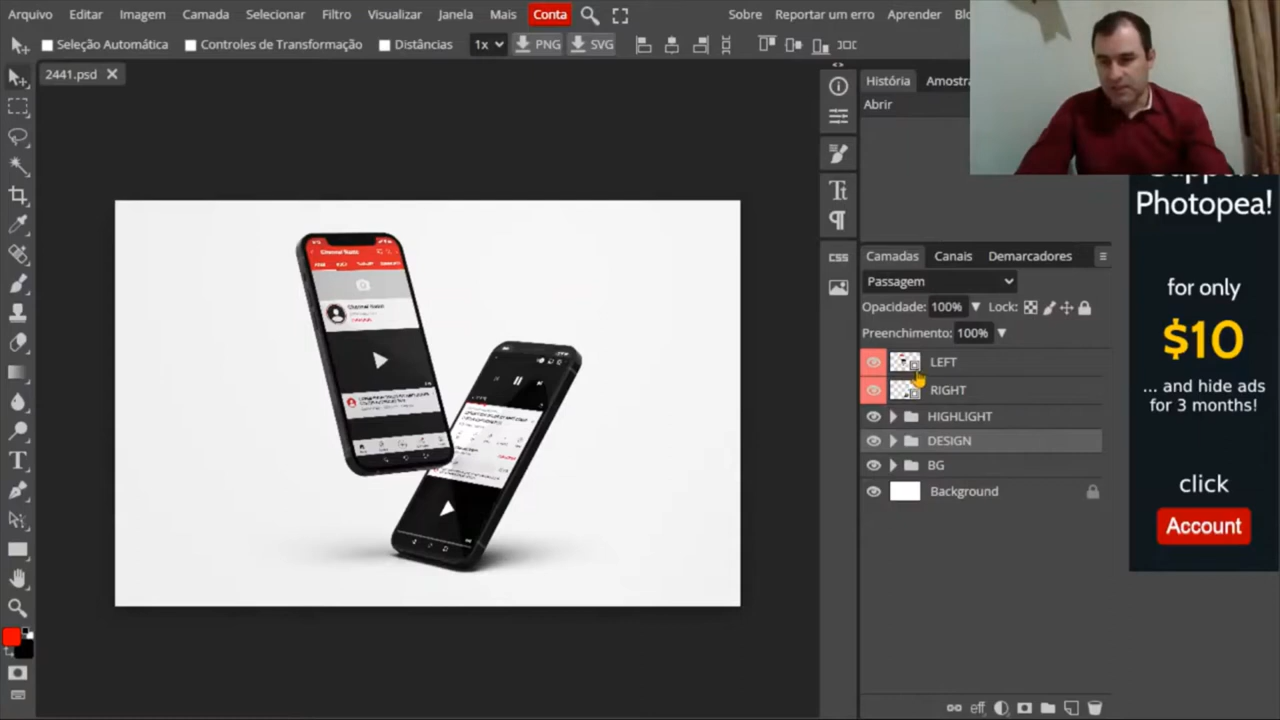 Arquivo Editar Imagem Camada Selecionar Filtro Visualizar Janela Mais Conta Sobre Reportar um erro Aprender
Seleção Automática Controles de Transformação Distâncias 1x PNG SVG
2441.psd
História
Abrir
Photopea!
for only
$10
... and hide ads
for 3 months!
click
Account
Camadas Canais Demarcadores
Passagem
Opacidade: 100% Lock:
Preenchimento: 100%
LEFT
RIGHT
HIGHLIGHT
DESIGN
BG
Background
CSS
eff